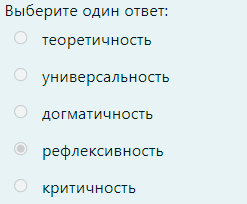 Выберите один ответ:
теоретичность
универсальность
догматичность
рефлексивность
критичность